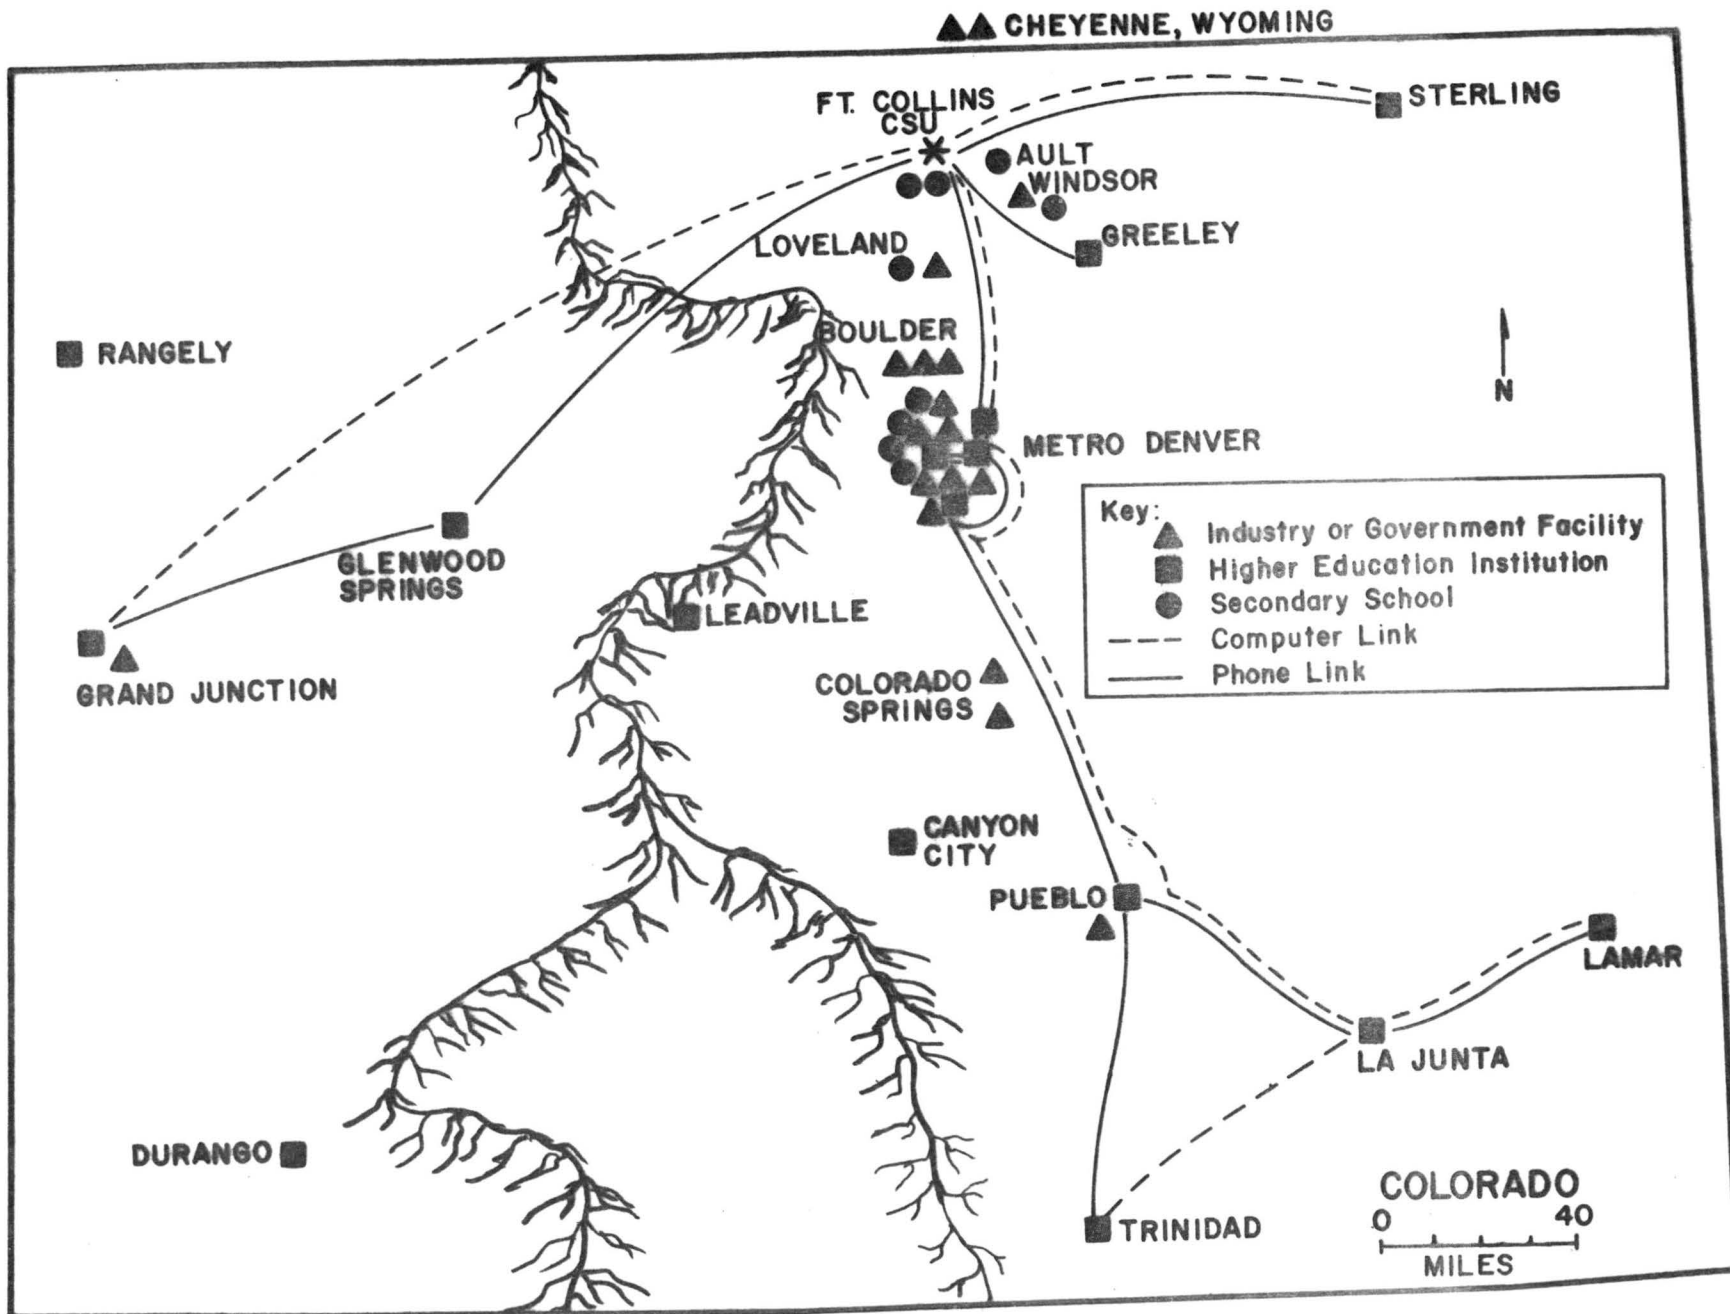 CHEYENNE, WYOMING
FT. COLLINS
CSU
STERLING
AULT
WINDSOR
GREELEY
LOVELAND
BOULDER
RANGELY
N
METRO DENVER
Key:
Industry or Government Facility
Higher Education Institution
Secondary School
Computer Link
Phone Link
GLENWOOD
SPRINGS
LEADVILLE
GRAND JUNCTION
COLORADO
SPRINGS
CANYON
CITY
PUEBLO
LAMAR
LA JUNTA
DURANGO
TRINIDAD
COLORADO
0 40
MILES